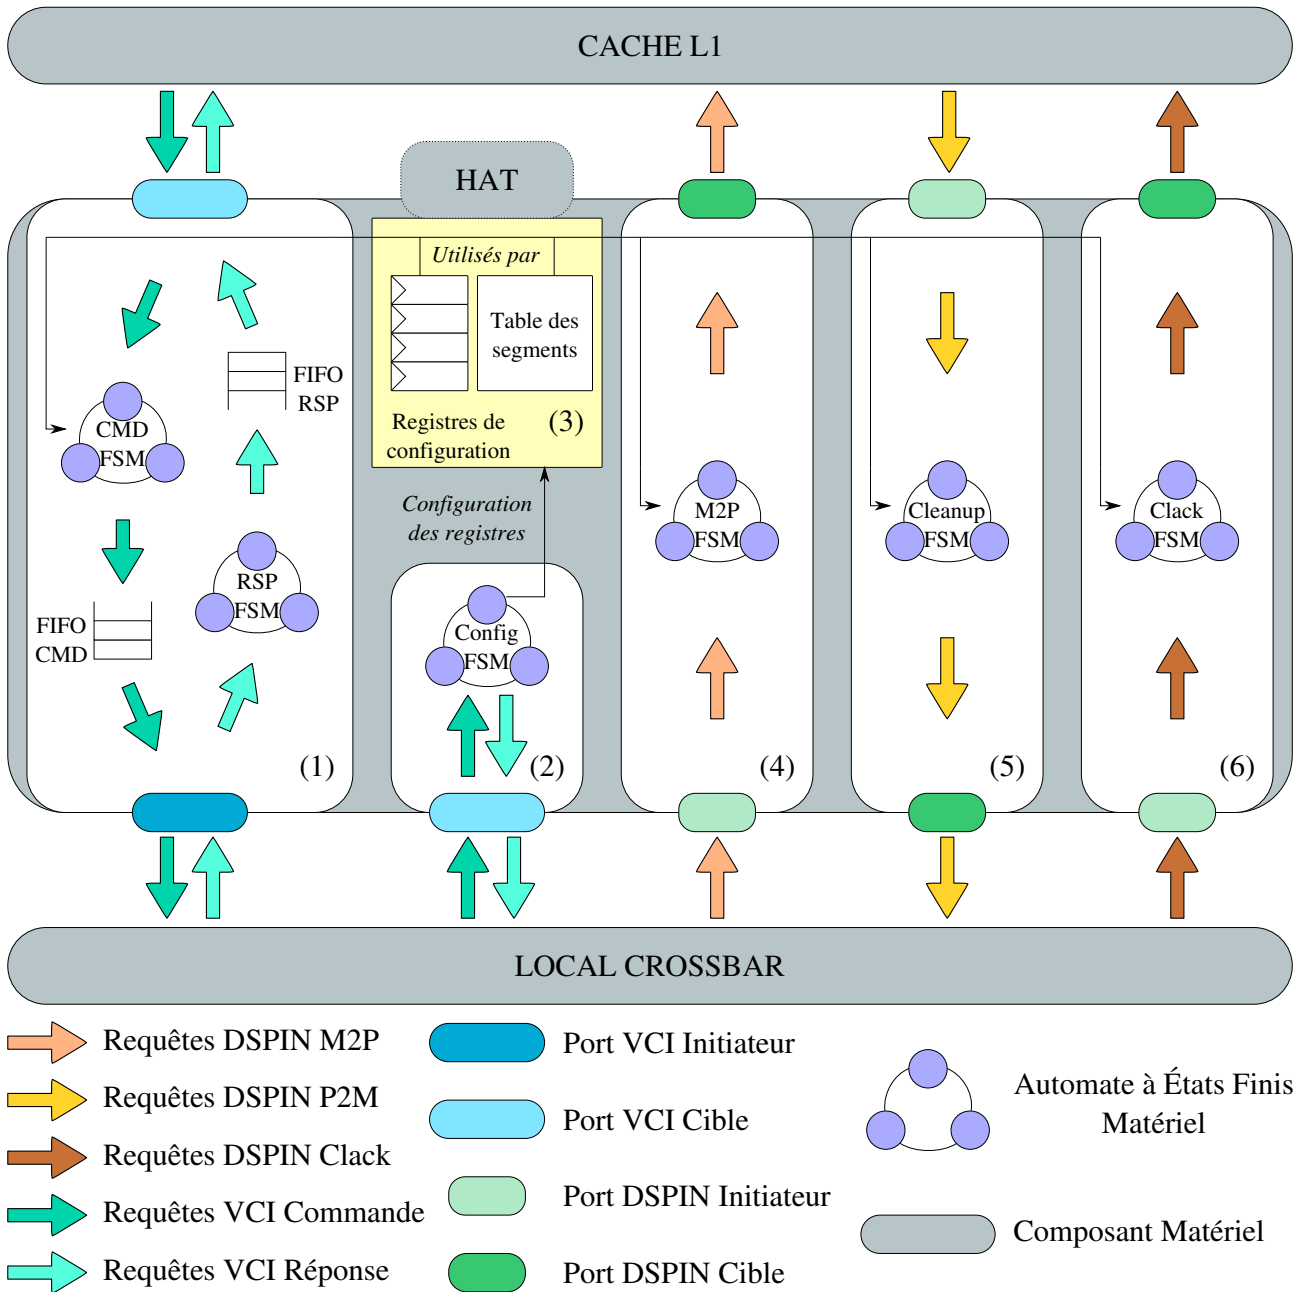 CACHE L1
HAT
Utilisés par
Table des
segments
FIFO
RSP
CMD
FSM
Registres de
configuration
(3)
Configuration
des registres
M2P
FSM
Cleanup
FSM
Clack
FSM
RSP
FSM
FIFO
CMD
Config
FSM
(1)
(2)
(4)
(5)
(6)
LOCAL CROSSBAR
Requêtes DSPIN M2P
Requêtes DSPIN P2M
Requêtes DSPIN Clack
Requêtes VCI Commande
Requêtes VCI Réponse
Port VCI Initiateur
Port VCI Cible
Port DSPIN Initiateur
Port DSPIN Cible
Automate à États Finis
Matériel
Composant Matériel